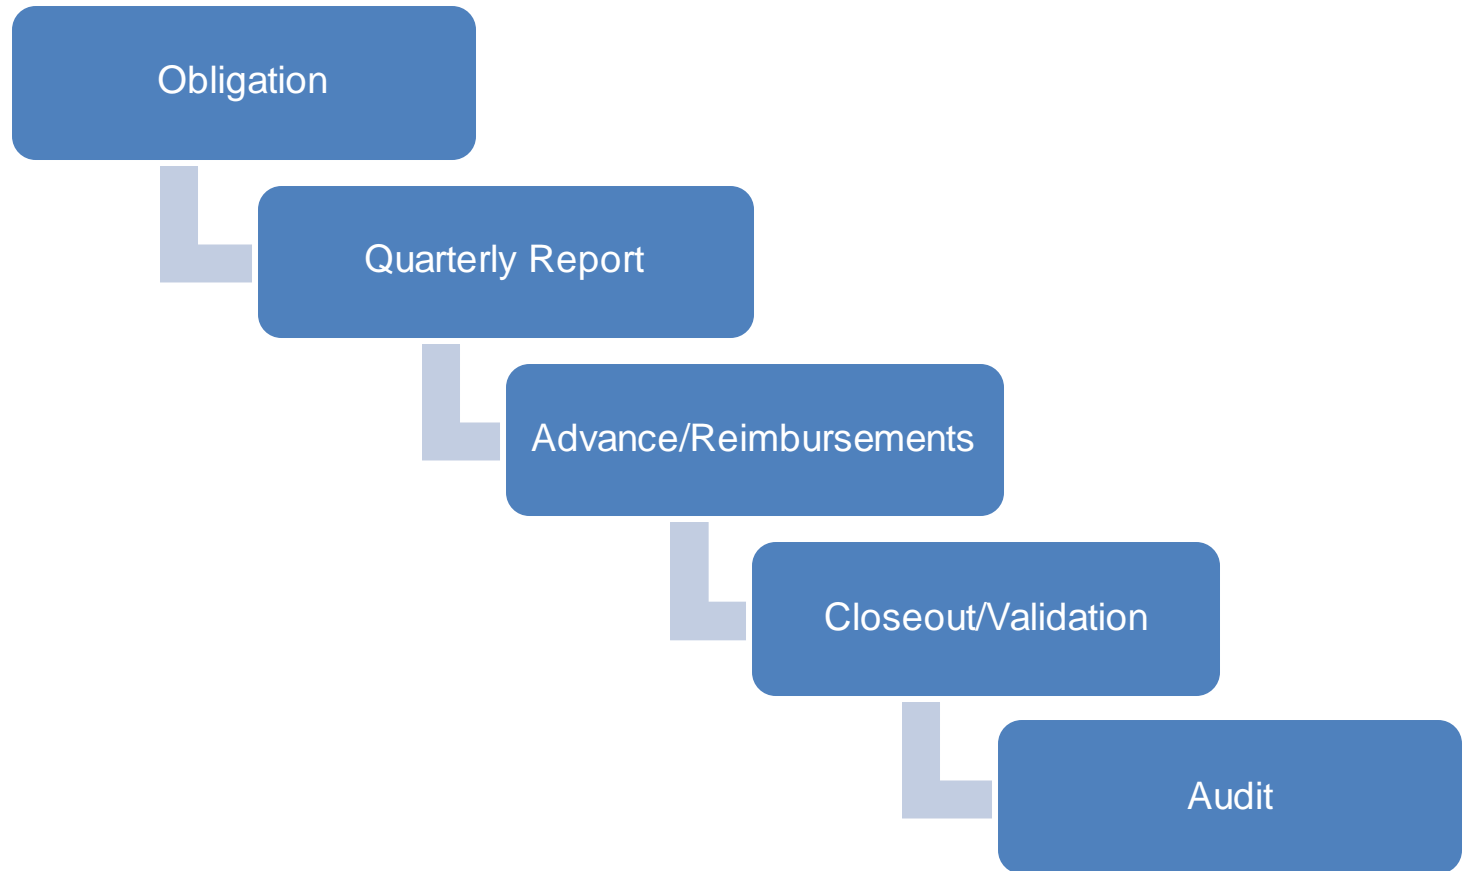 Obligation
Quarterly Report
Advance/Reimbursements
Closeout/Validation
Audit